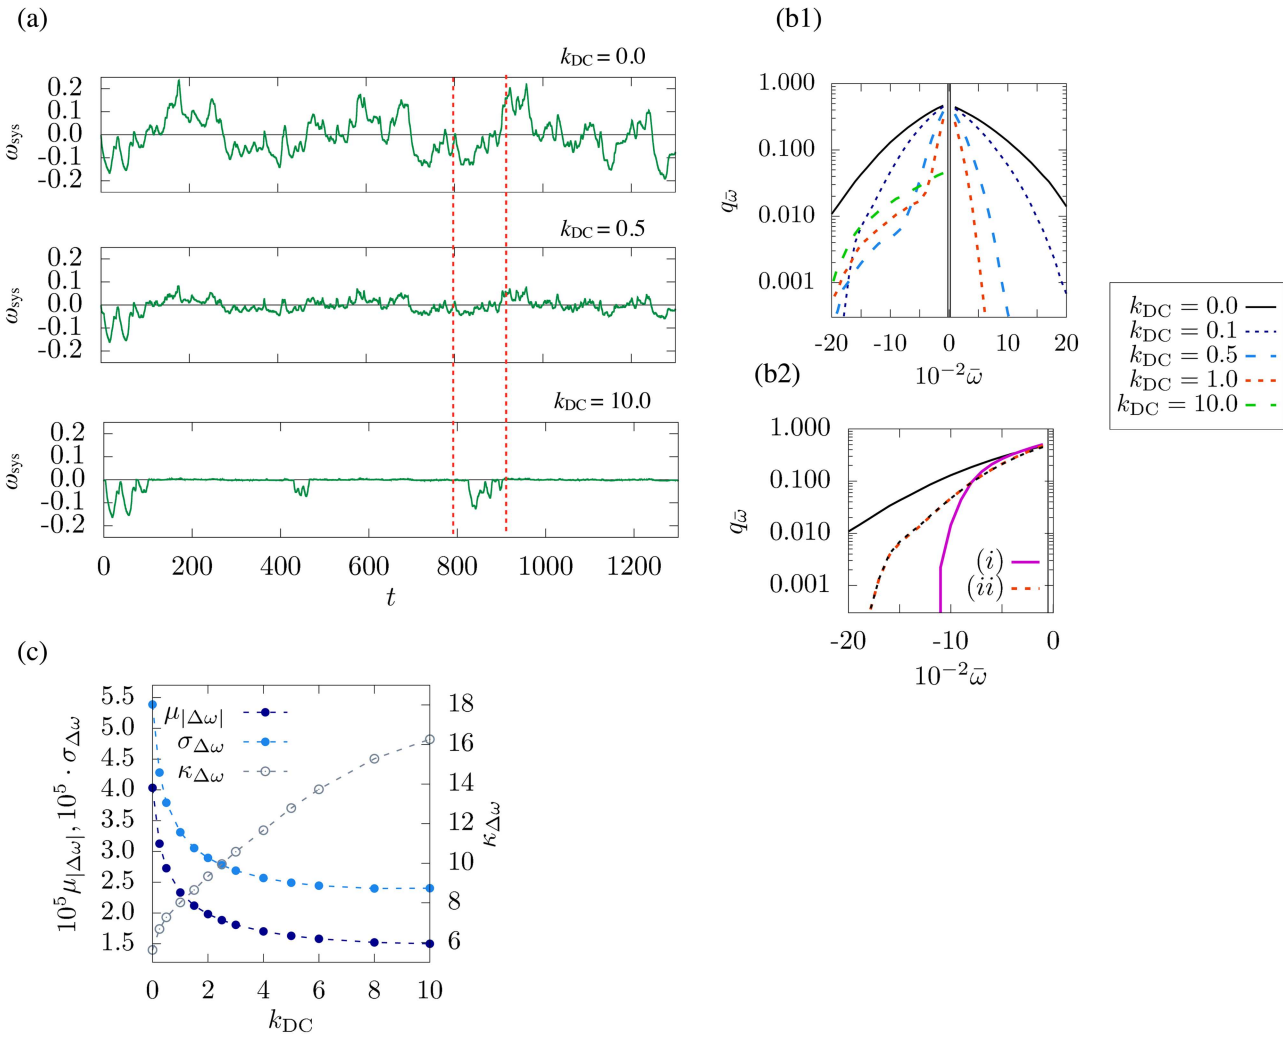 (a)
k_DC = 0.0
ω_sys
0.2
0.1
0.0
-0.1
-0.2
k_DC = 0.5
ω_sys
0.2
0.1
0.0
-0.1
-0.2
k_DC = 10.0
ω_sys
0.2
0.1
0.0
-0.1
-0.2
0 200 400 600 800 1000 1200
t
(b1)
q_ω̄
1.000
0.100
0.010
0.001
-20 -10 0 10 20
10⁻² ω̄
k_DC = 0.0
k_DC = 0.1
k_DC = 0.5
k_DC = 1.0
k_DC = 10.0
(b2)
q_ω̄
1.000
0.100
0.010
0.001
(i)
(ii)
-20 -10 0
10⁻² ω̄
(c)
10⁵ μ_|Δω|, 10⁵ · σ_Δω
5.5
5.0
4.5
4.0
3.5
3.0
2.5
2.0
1.5
μ_|Δω|
σ_Δω
κ_Δω
18
16
14
12
10
8
6
κ_Δω
0 2 4 6 8 10
k_DC